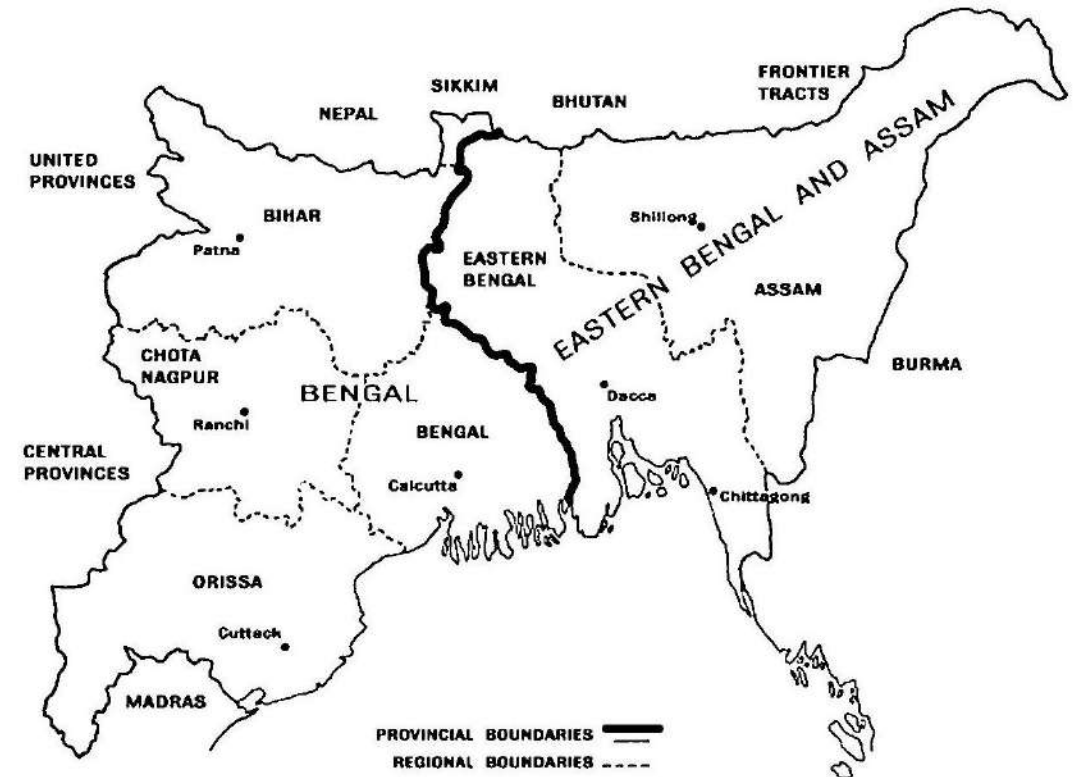 SIKKIM
NEPAL
BHUTAN
FRONTIER
TRACTS
UNITED
PROVINCES
BIHAR
Patna
EASTERN
BENGAL
Shillong
EASTERN BENGAL AND ASSAM
ASSAM
CHOTA
NAGPUR
BENGAL
BURMA
Ranchi
Dacca
BENGAL
CENTRAL
PROVINCES
Calcutta
Chittagong
ORISSA
Cuttack
MADRAS
PROVINCIAL BOUNDARIES
REGIONAL BOUNDARIES